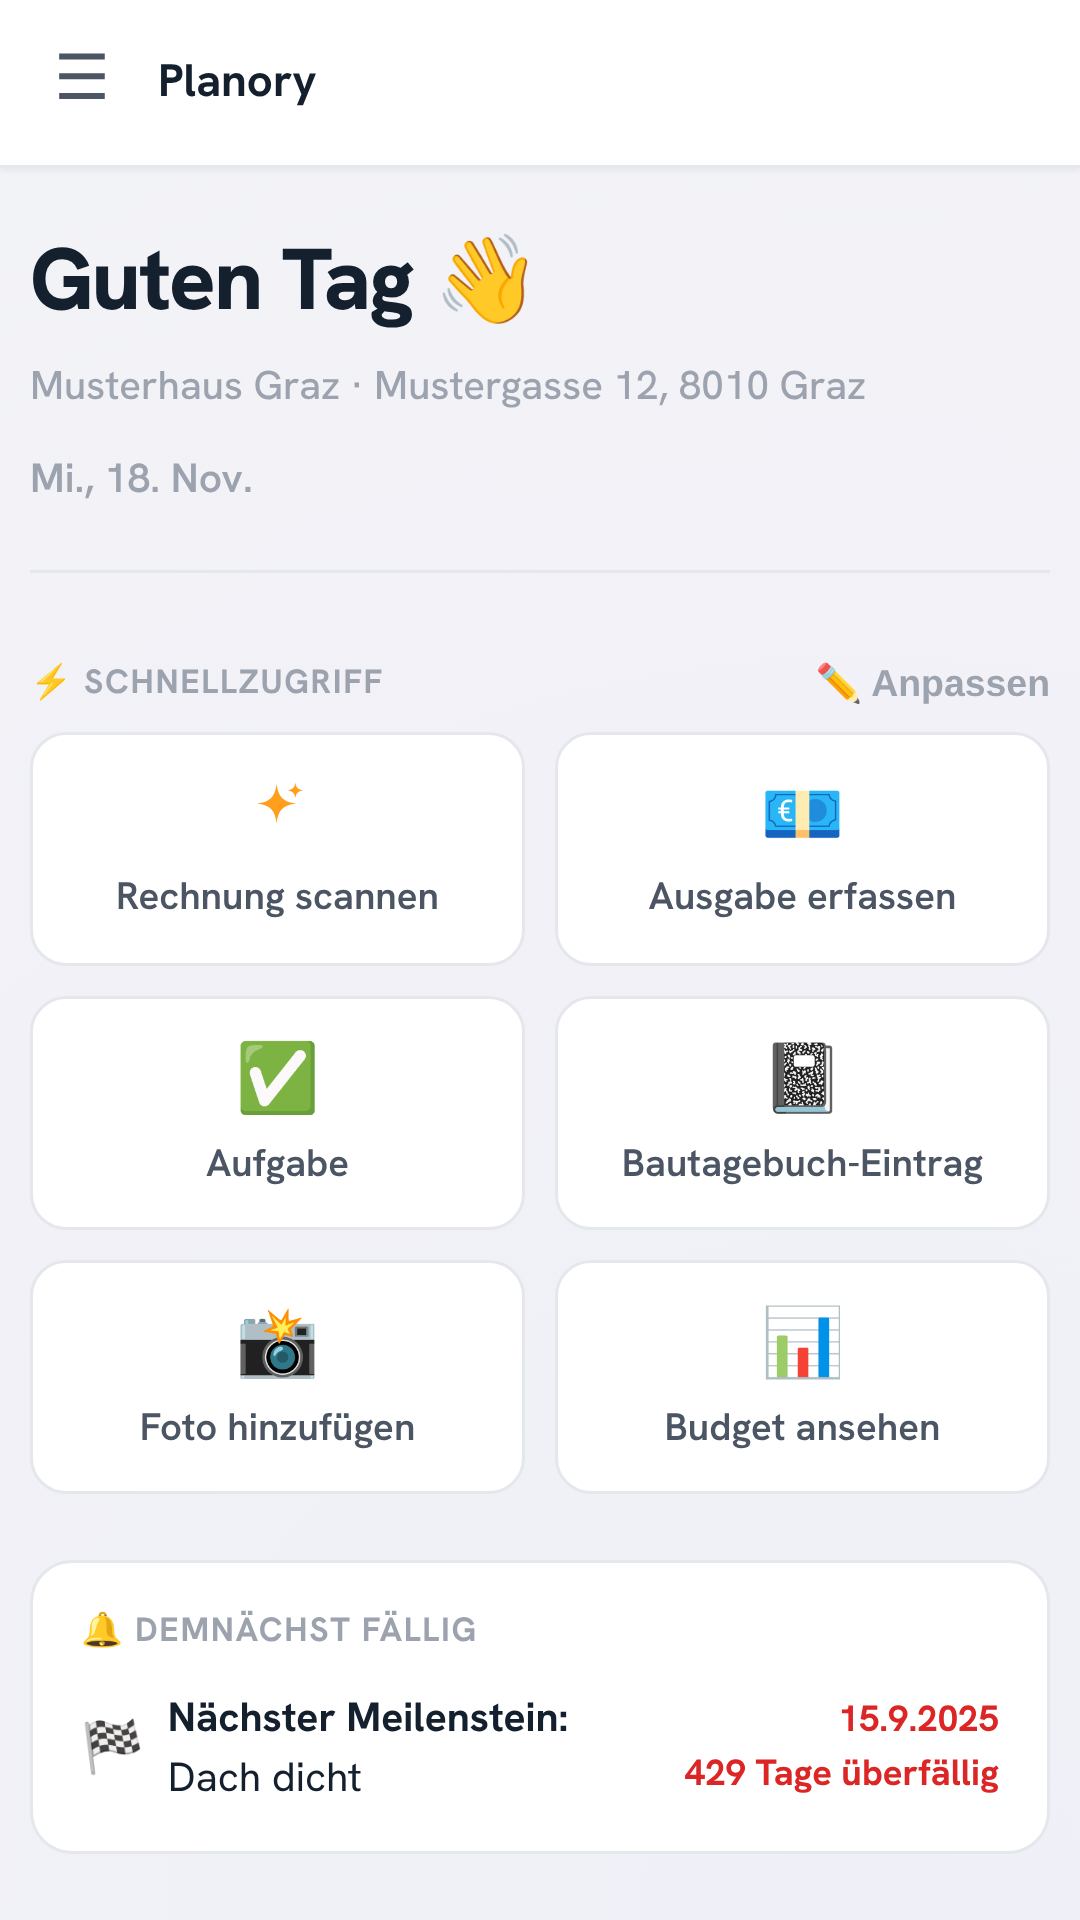 Planory
Guten Tag 👋
Musterhaus Graz · Mustergasse 12, 8010 Graz
Mi., 18. Nov.
⚡ SCHNELLZUGRIFF
✏️ Anpassen
Rechnung scannen
Ausgabe erfassen
Aufgabe
Bautagebuch-Eintrag
Foto hinzufügen
Budget ansehen
🔔 DEMNÄCHST FÄLLIG
Nächster Meilenstein:
15.9.2025
Dach dicht
429 Tage überfällig